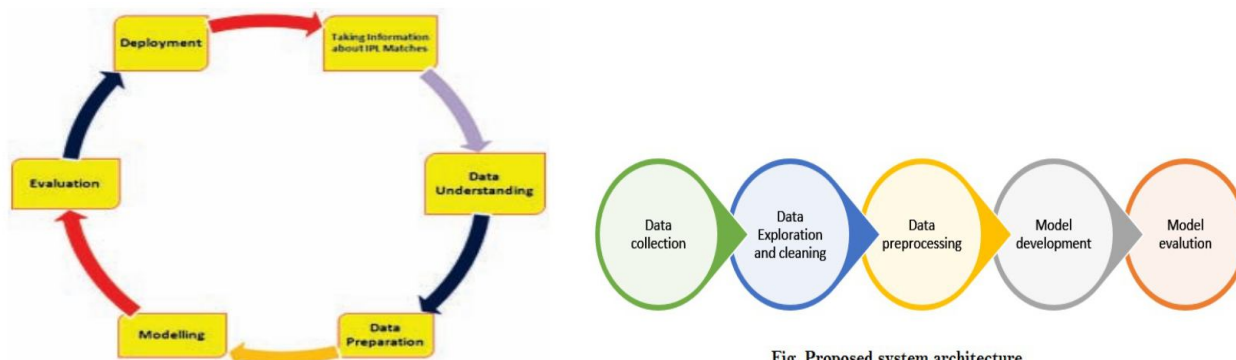 Deployment
Taking Information
about IPL Matches
Data
Understanding
Data
Preparation
Modelling
Evaluation
Data
collection
Data
Exploration
and cleaning
Data
preprocessing
Model
development
Model
evalution
Fig. Proposed system architecture